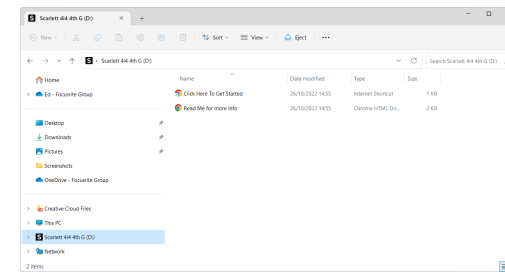 Scarlett 4i4 4th G (D:)
New Sort View Eject
Scarlett 4i4 4th G (D:) Search Scarlett 4i4 4th G (D:)
Name Date modified Type Size
Home
Click Here To Get Started 26/10/2022 14:55 Internet Shortcut 1 KB
Ed - Focusrite Group
Read Me for more Info 26/10/2022 14:55 Chrome HTML Do... 2 KB
Desktop
Downloads
Pictures
Screenshots
OneDrive - Focusrite Group
Creative Cloud Files
This PC
Scarlett 4i4 4th G (D:)
Network
2 items